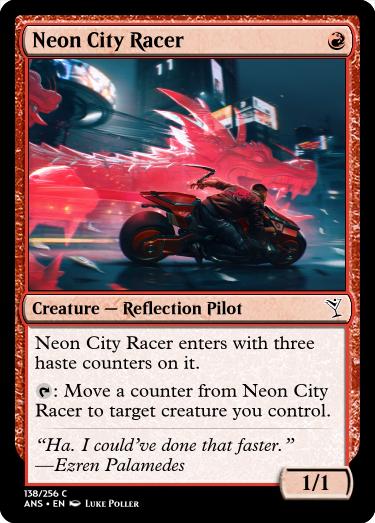 Neon City Racer
11
Creature — Reflection Pilot
Neon City Racer enters with three
haste counters on it.
: Move a counter from Neon City
Racer to target creature you control.
“Ha. I could’ve done that faster.”
—Ezren Palamedes
1/1
138/256 C
ANS • EN Luke Poller